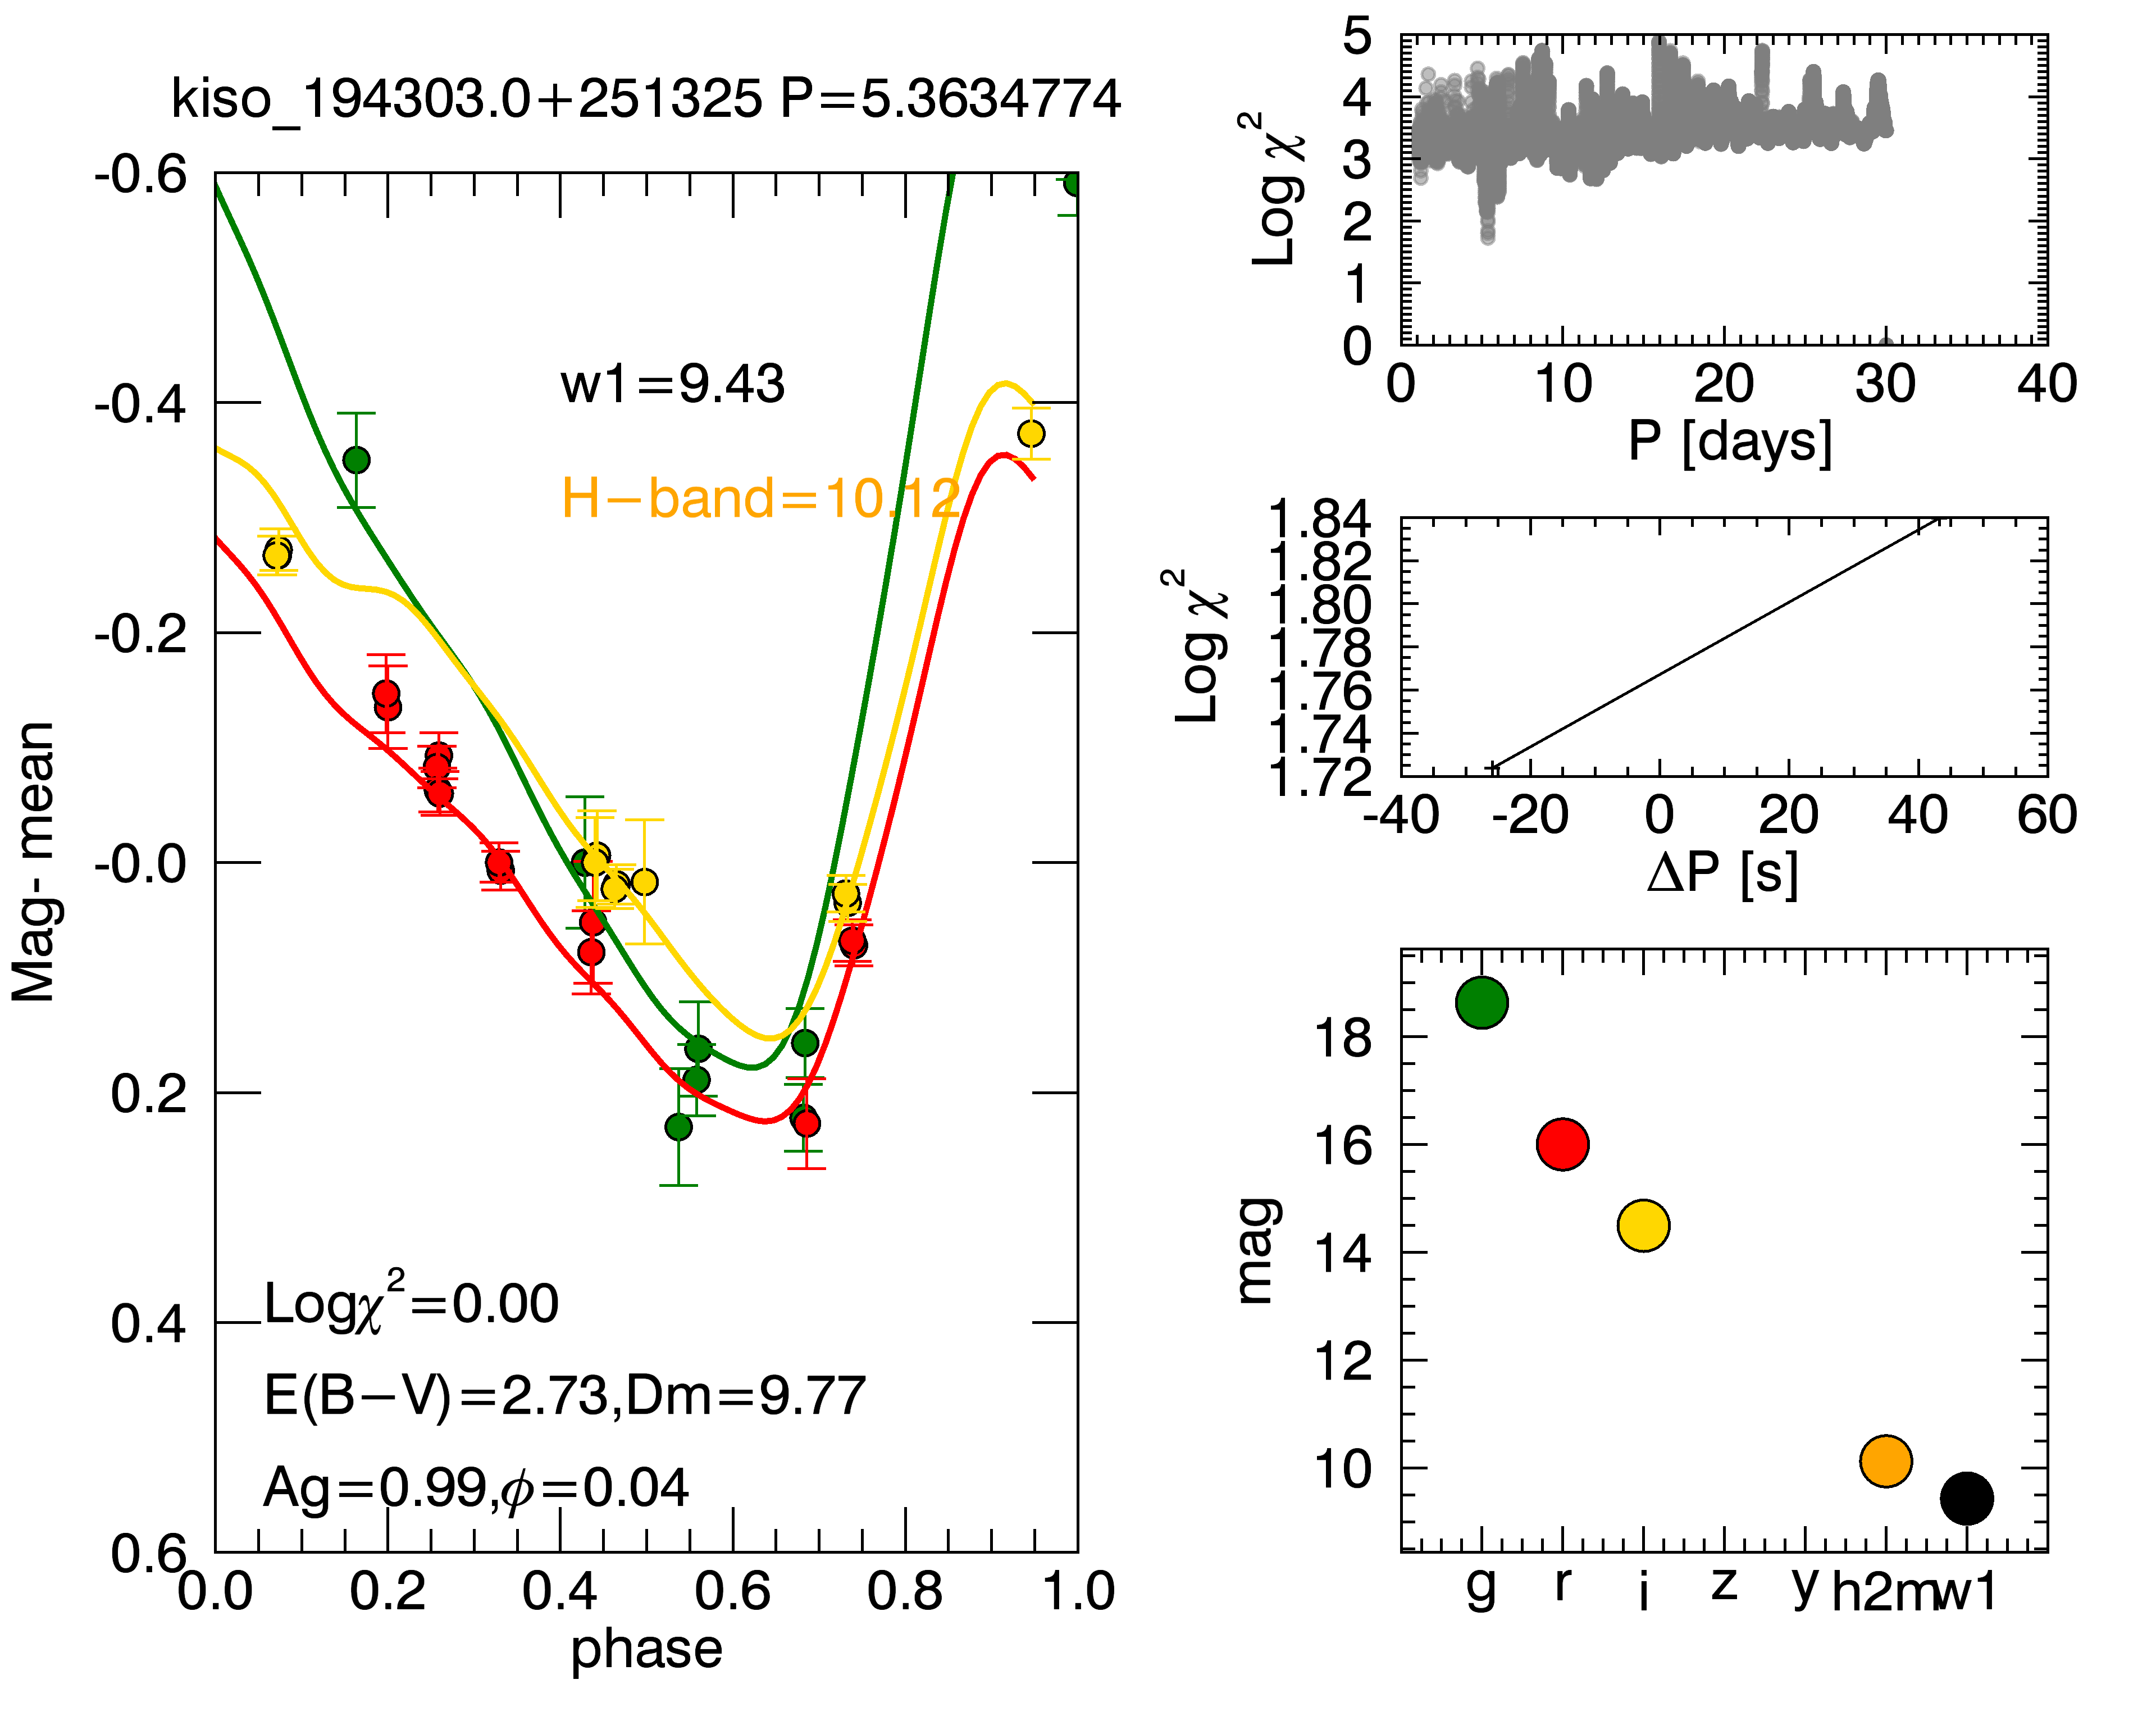 kiso_194303.0+251325 P=5.3634774
-0.6
-0.4
-0.2
-0.0
0.2
0.4
0.6
Mag- mean
w1=9.43
H−band=10.12
Logχ²=0.00
E(B−V)=2.73,Dm=9.77
Ag=0.99,ϕ=0.04
0.0 0.2 0.4 0.6 0.8 1.0
phase
5
4
3
2
1
0
Log χ²
0 10 20 30 40
P [days]
1.84
1.82
1.80
1.78
1.76
1.74
1.72
Log χ²
-40 -20 0 20 40 60
ΔP [s]
18
16
14
12
10
mag
g r i z y h2m w1